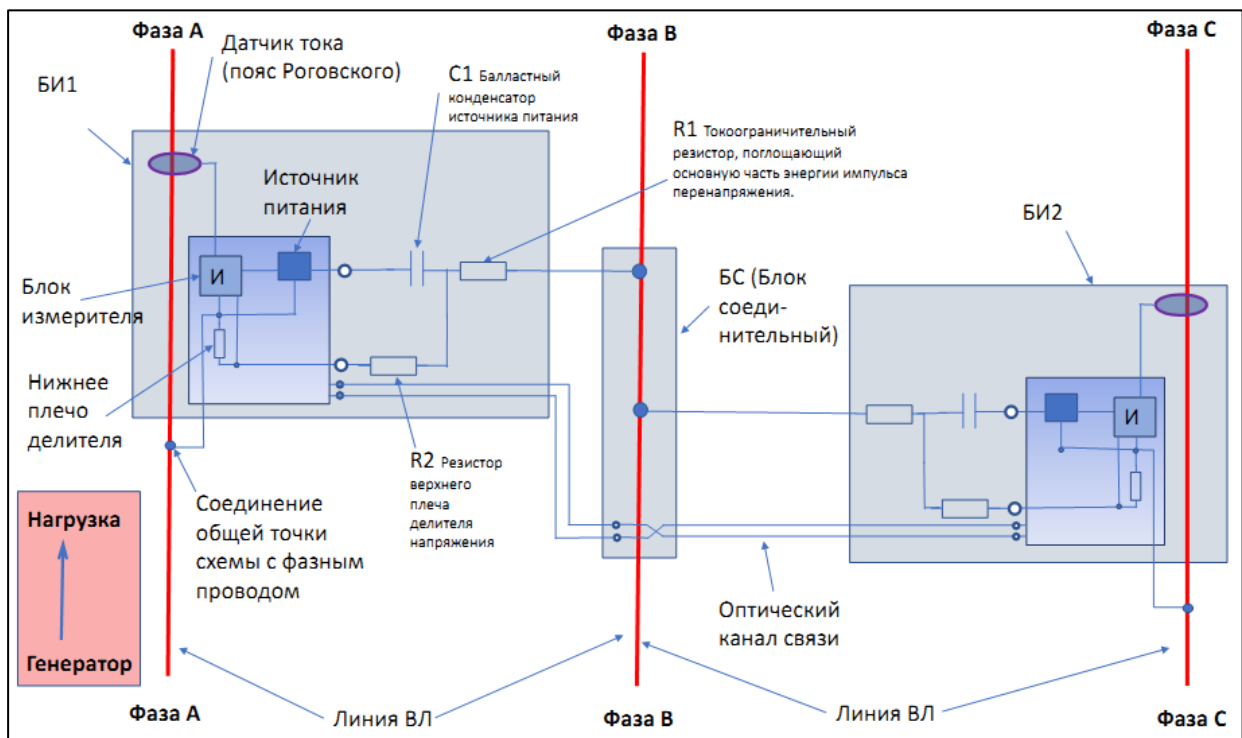 Фаза А
Фаза В
Фаза С
Датчик тока
(пояс Роговского)
БИ1
С1 Балластный
конденсатор
источника питания
R1 Токоограничительный
резистор, поглощающий
основную часть энергии импульса
перенапряжения.
Источник
питания
БИ2
И
Блок
измерителя
БС (Блок
соеди-
нительный)
Нижнее
плечо
делителя
И
R2 Резистор
верхнего
плеча
делителя
напряжения
Соединение
общей точки
схемы с фазным
проводом
Нагрузка
Генератор
Оптический
канал связи
Линия ВЛ
Линия ВЛ
Фаза А
Фаза В
Фаза С